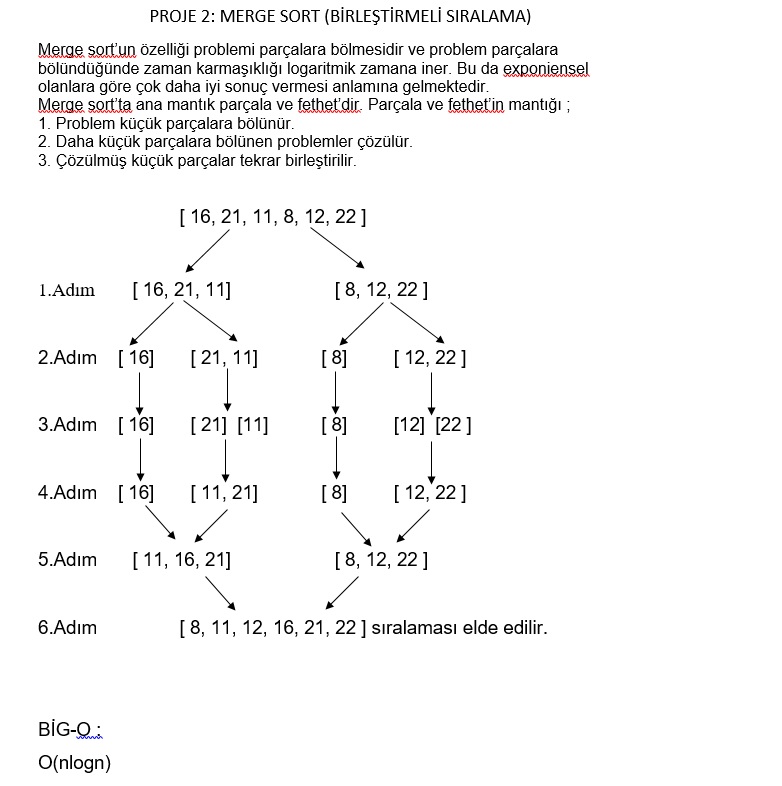 PROJE 2: MERGE SORT (BİRLEŞTİRMELİ SIRALAMA)
Merge sort'un özelliği problemi parçalara bölmesidir ve problem parçalara
bölündüğünde zaman karmaşıklığı logaritmik zamana iner. Bu da exponiensel
olanlara göre çok daha iyi sonuç vermesi anlamına gelmektedir.
Merge sort'ta ana mantık parçala ve fethet'dir. Parçala ve fethet'in mantığı ;
1. Problem küçük parçalara bölünür.
2. Daha küçük parçalara bölünen problemler çözülür.
3. Çözülmüş küçük parçalar tekrar birleştirilir.
[ 16, 21, 11, 8, 12, 22 ]
1.Adım [ 16, 21, 11] [ 8, 12, 22 ]
2.Adım [ 16] [ 21, 11] [ 8] [ 12, 22 ]
3.Adım [ 16] [ 21] [11] [ 8] [12] [22 ]
4.Adım [ 16] [ 11, 21] [ 8] [ 12, 22 ]
5.Adım [ 11, 16, 21] [ 8, 12, 22 ]
6.Adım [ 8, 11, 12, 16, 21, 22 ] sıralaması elde edilir.
BİG-O :
O(nlogn)